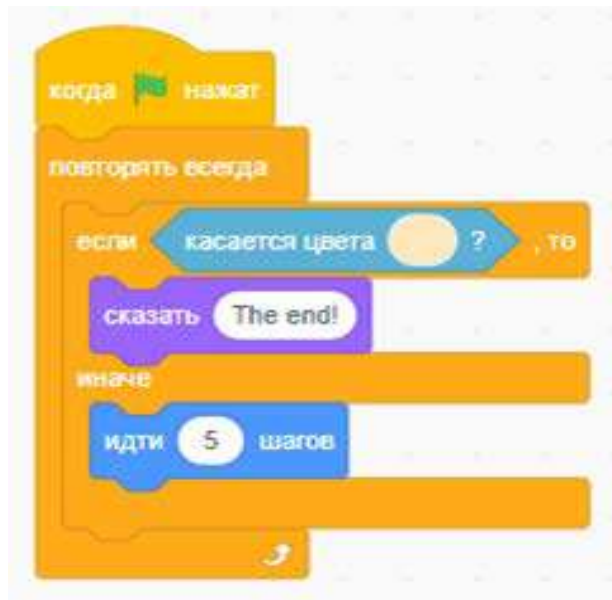 когда нажат
повторять всегда
если касается цвета ? , то
сказать The end!
иначе
идти 5 шагов